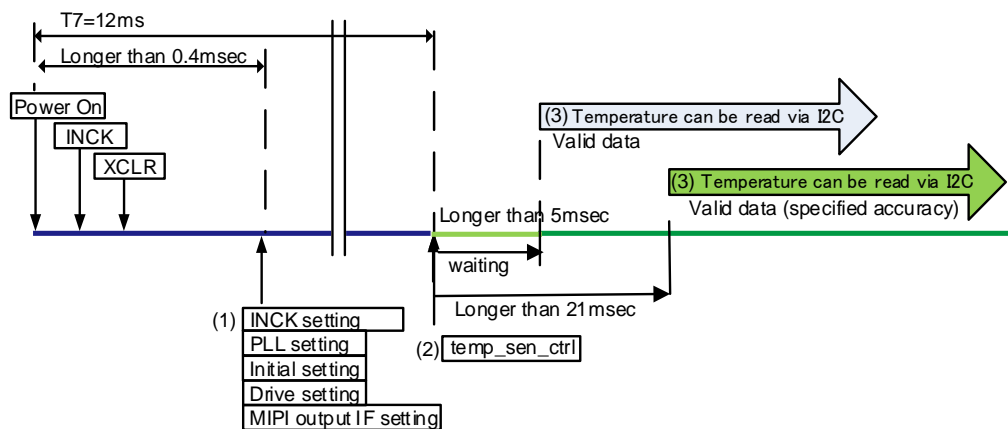 T7=12ms
Longer than 0.4msec
Power On
INCK
XCLR
(3) Temperature can be read via I2C
Valid data
(3) Temperature can be read via I2C
Valid data (specified accuracy)
Longer than 5msec
waiting
Longer than 21msec
(1) INCK setting
PLL setting
Initial setting
Drive setting
MIPI output IF setting
(2) temp_sen_ctrl